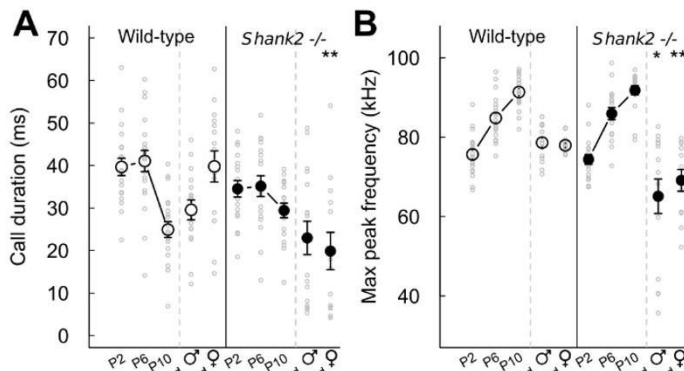 A
Wild-type
Shank2 -/-
**
Call duration (ms)
70
60
50
40
30
20
10
0
P2
P6
P10
♂
♀
P2
P6
P10
♂
♀
B
Wild-type
Shank2 -/-
*
**
Max peak frequency (kHz)
100
80
60
40
P2
P6
P10
♂
♀
P2
P6
P10
♂
♀